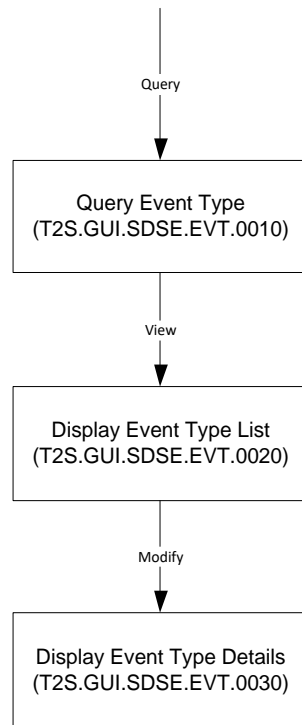 Query
Query Event Type
(T2S.GUI.SDSE.EVT.0010)
View
Display Event Type List
(T2S.GUI.SDSE.EVT.0020)
Modify
Display Event Type Details
(T2S.GUI.SDSE.EVT.0030)